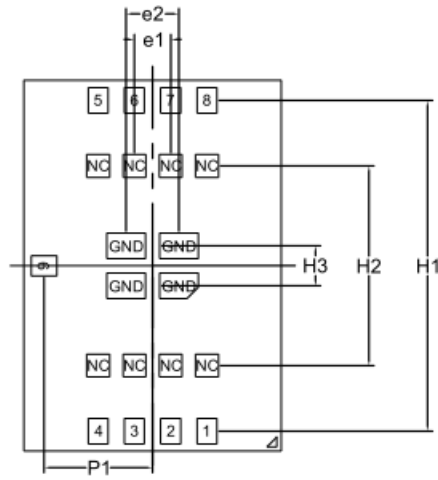 e2
e1
5 6 7 8
NC NC NC NC
GND GND
9
GND GND
H3 H2 H1
NC NC NC NC
4 3 2 1
P1